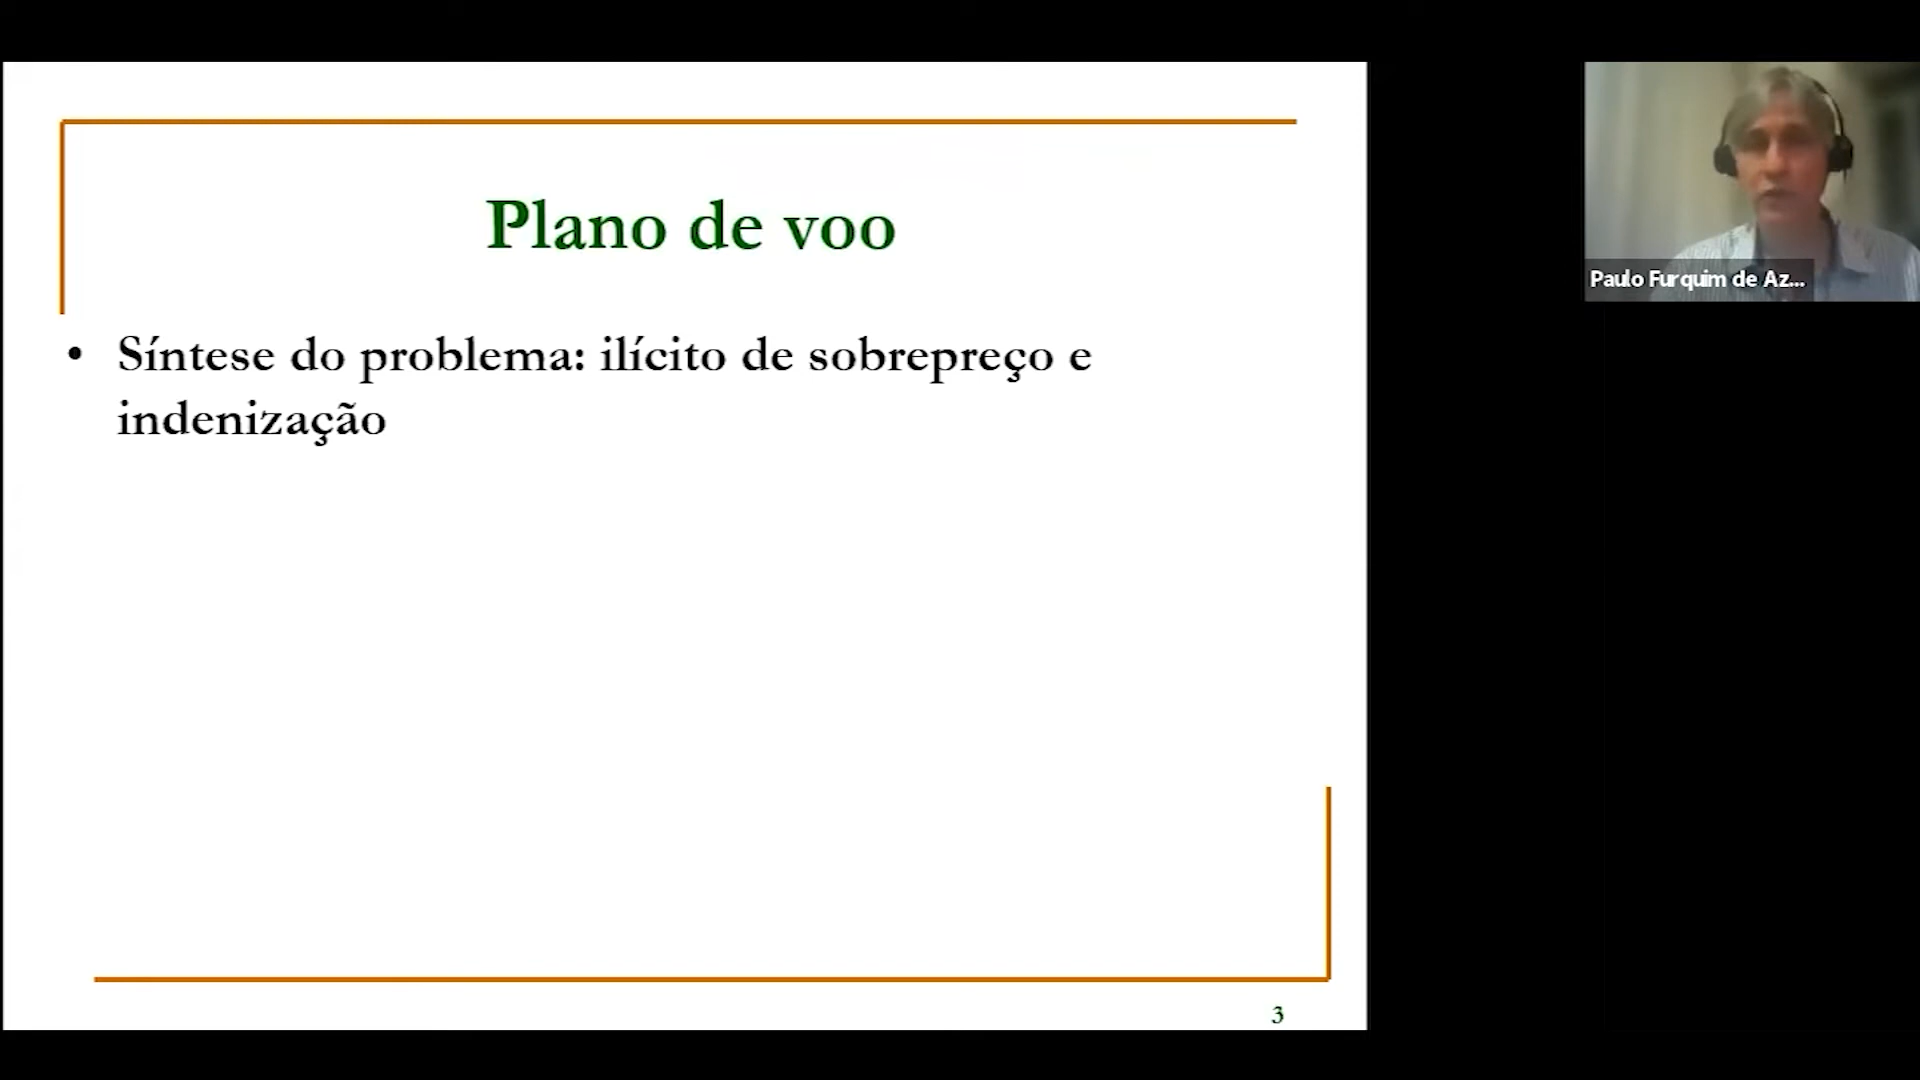 Plano de voo
• Síntese do problema: ilícito de sobrepreço e
indenização
3
Paulo Furquim de Az...